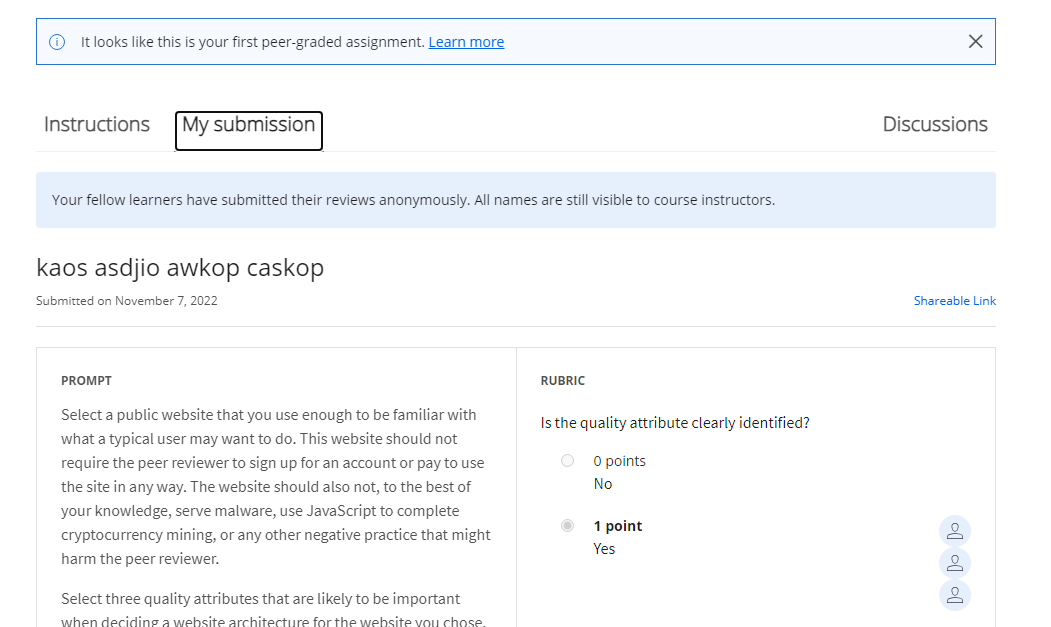 It looks like this is your first peer-graded assignment. Learn more
Instructions
My submission
Discussions
Your fellow learners have submitted their reviews anonymously. All names are still visible to course instructors.
kaos asdjio awkop caskop
Submitted on November 7, 2022
Shareable Link
PROMPT
Select a public website that you use enough to be familiar with
what a typical user may want to do. This website should not
require the peer reviewer to sign up for an account or pay to use
the site in any way. The website should also not, to the best of
your knowledge, serve malware, use JavaScript to complete
cryptocurrency mining, or any other negative practice that might
harm the peer reviewer.
Select three quality attributes that are likely to be important
when deciding a website architecture for the website you chose.
RUBRIC
Is the quality attribute clearly identified?
0 points
No
1 point
Yes